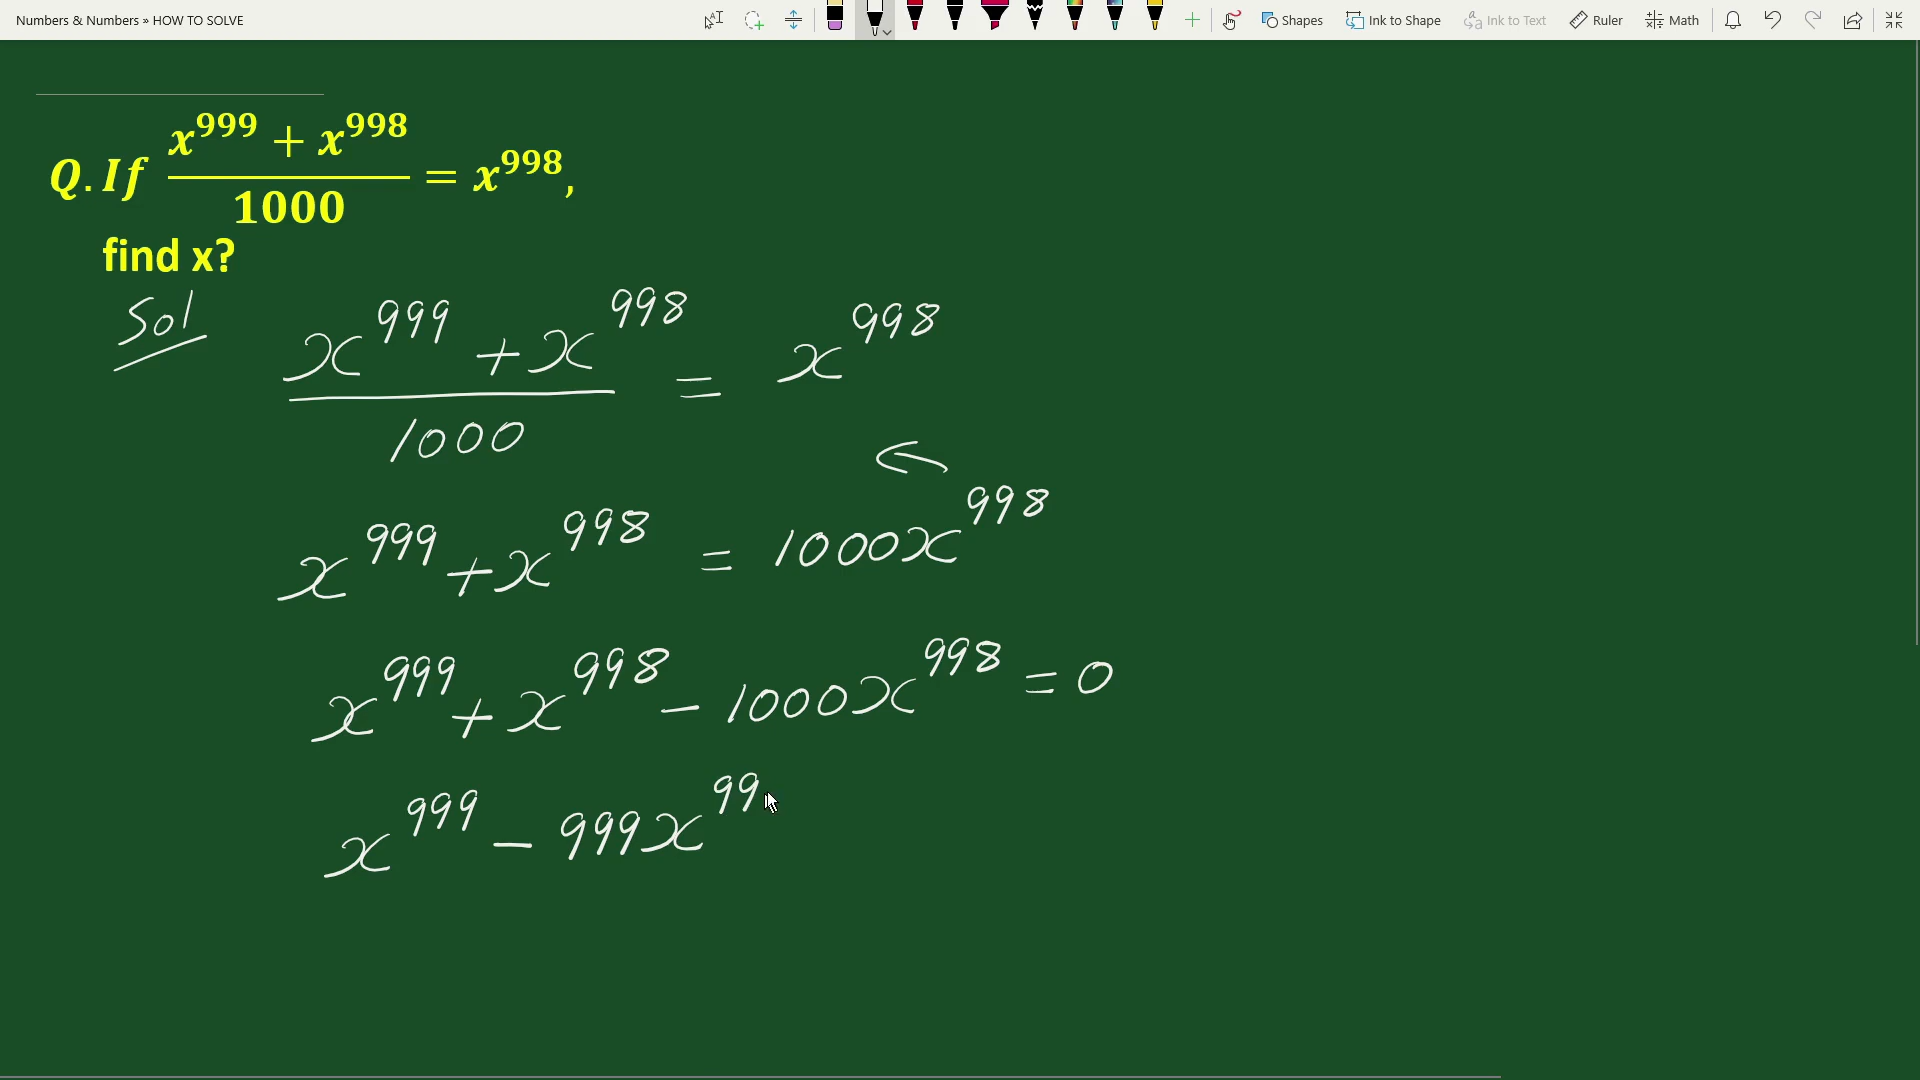 Numbers & Numbers » HOW TO SOLVE
Shapes Ink to Shape Ink to Text Ruler Math
Q. If (x^999 + x^998)/1000 = x^998,
find x?
Sol
(x^999 + x^998)/1000 = x^998
x^999 + x^998 = 1000x^998
x^999 + x^998 - 1000x^998 = 0
x^999 - 999x^99